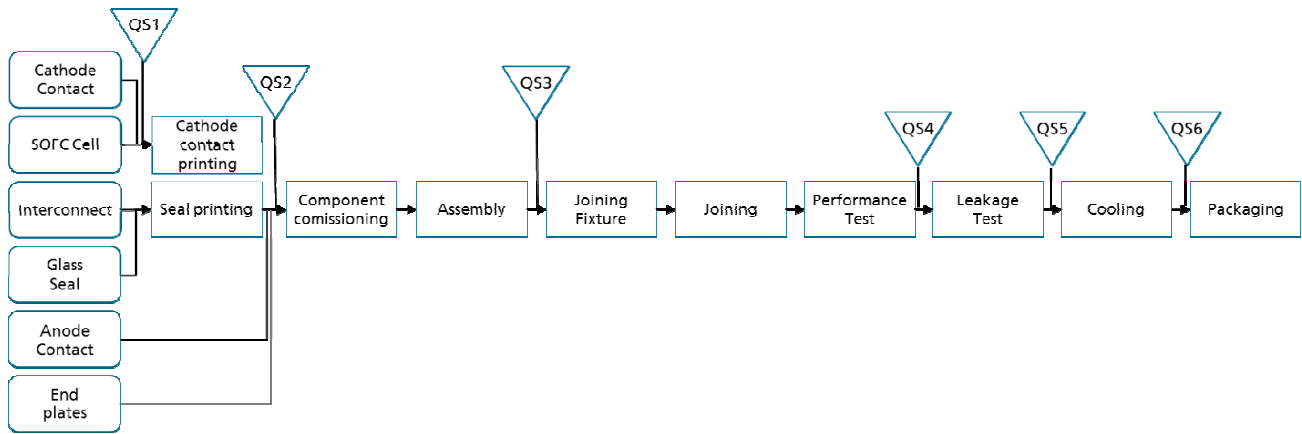 QS1
Cathode
Contact
QS2
QS3
QS4
QS5
QS6
SOFC Cell
Cathode
contact
printing
Interconnect
Seal printing
Component
comissioning
Assembly
Joining
Fixture
Joining
Performance
Test
Leakage
Test
Cooling
Packaging
Glass
Seal
Anode
Contact
End
plates